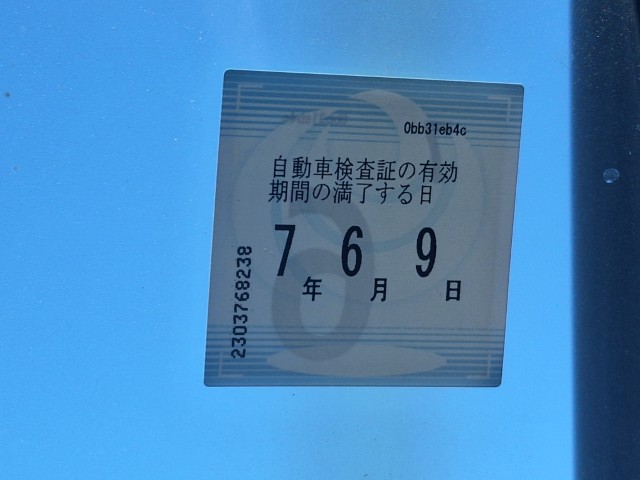 0bb31eb4c
自動車検査証の有効
期間の満了する日
7年 6月 9日
2303768238